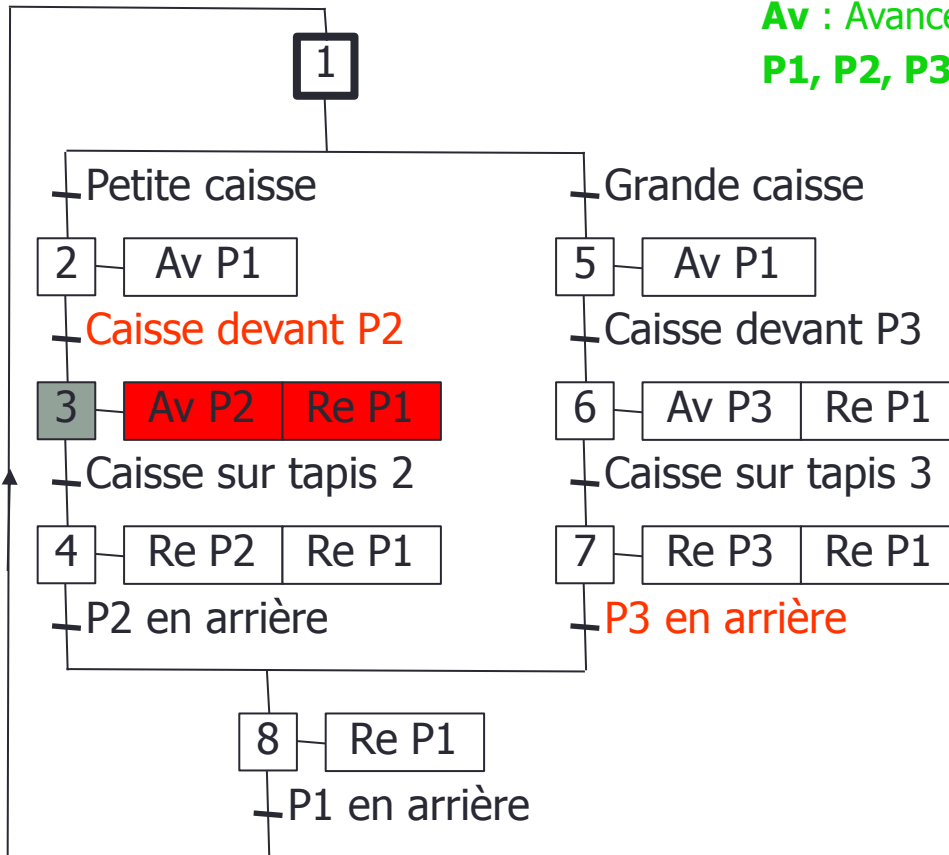 Av : Avance
P1, P2, P3
1
Petite caisse Grande caisse
2 Av P1 5 Av P1
Caisse devant P2 Caisse devant P3
3 Av P2 Re P1 6 Av P3 Re P1
Caisse sur tapis 2 Caisse sur tapis 3
4 Re P2 Re P1 7 Re P3 Re P1
P2 en arrière P3 en arrière
8 Re P1
P1 en arrière